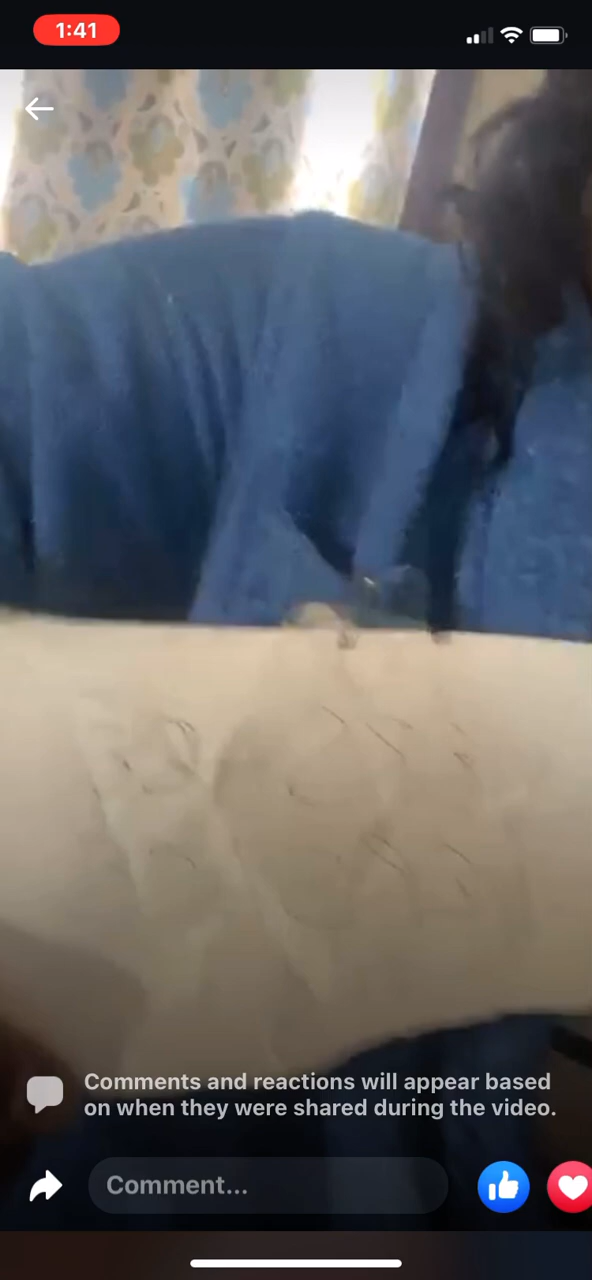 1:41
Comments and reactions will appear based
on when they were shared during the video.
Comment...